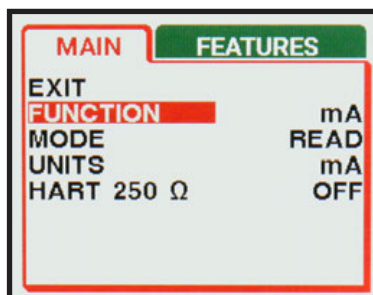 MAIN FEATURES
EXIT
FUNCTION mA
MODE READ
UNITS mA
HART 250 Ω OFF